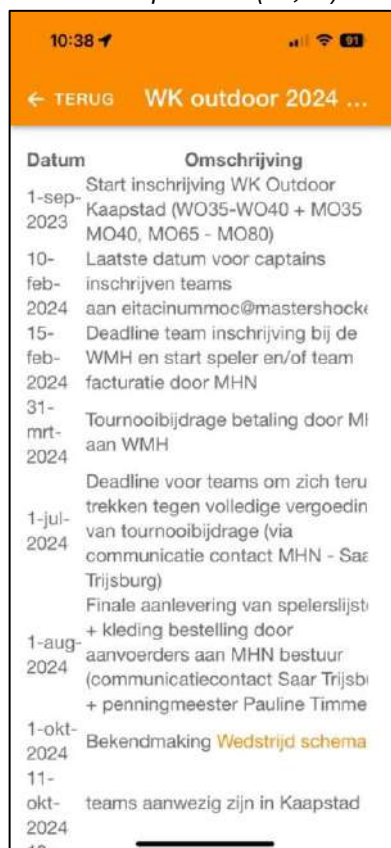 10:38
91
← TERUG WK outdoor 2024 ...
Datum Omschrijving
1-sep-2023 Start inschrijving WK Outdoor
Kaapstad (WO35-WO40 + MO35
MO40, MO65 - MO80)
10-feb-2024 Laatste datum voor captains
inschrijven teams
aan eitacinummoc@mastershocke
15-feb-2024 Deadline team inschrijving bij de
WMH en start speler en/of team
facturatie door MHN
31-mrt-2024 Tournooibijdrage betaling door MH
aan WMH
1-jul-2024 Deadline voor teams om zich teru
trekken tegen volledige vergoedin
van tournooibijdrage (via
communicatie contact MHN - Saa
Trijsburg)
1-aug-2024 Finale aanlevering van spelerslijst
+ kleding bestelling door
aanvoerders aan MHN bestuur
(communicatiecontact Saar Trijsb
+ penningmeester Pauline Timme
1-okt-2024 Bekendmaking Wedstrijd schema
11-okt-2024 teams aanwezig zijn in Kaapstad